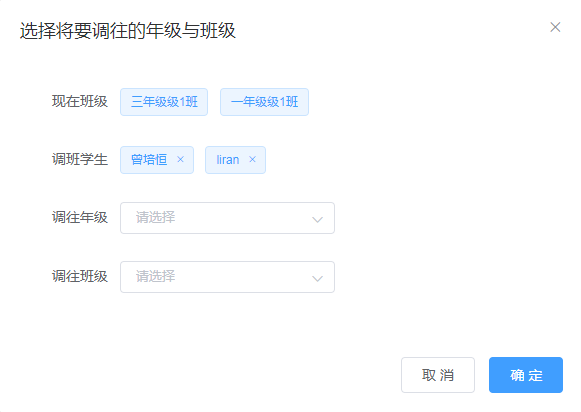 选择将要调往的年级与班级
现在班级 三年级级1班 一年级级1班
调班学生 曾培恒 liran
调往年级 请选择
调往班级 请选择
取 消 确 定